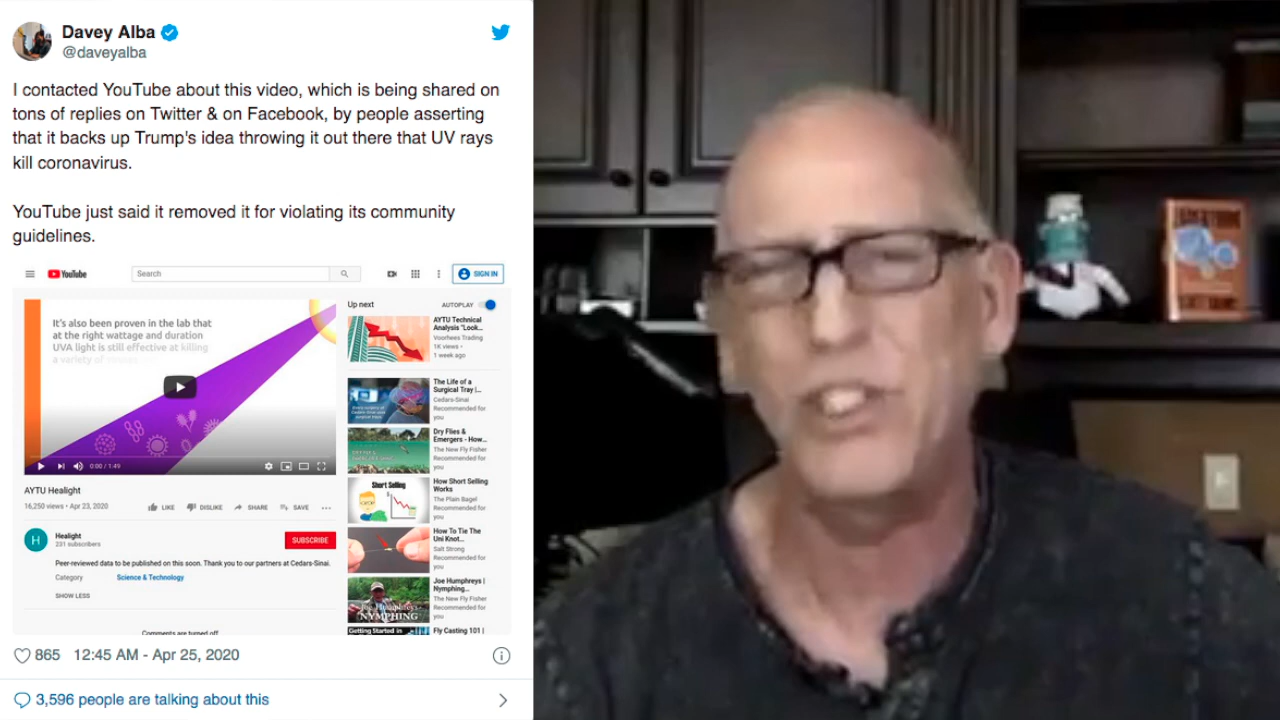 Davey Alba
@daveyalba
I contacted YouTube about this video, which is being shared on
tons of replies on Twitter & on Facebook, by people asserting
that it backs up Trump's idea throwing it out there that UV rays
kill coronavirus.
YouTube just said it removed it for violating its community
guidelines.
YouTube
Search
SIGN IN
It's also been proven in the lab that
at the right wattage and duration
UVA light is still effective at killing
a variety of
0:00 / 1:49
AYTU Healight
16,250 views • Apr 23, 2020
LIKE
DISLIKE
SHARE
SAVE
H
Healight
231 subscribers
SUBSCRIBE
Peer-reviewed data to be published on this soon. Thank you to our partners at Cedars-Sinai.
Category
Science & Technology
SHOW LESS
Comments are turned off
Up next
AUTOPLAY
AYTU Technical
Analysis "Look...
Voorhees Trading
1K views •
1 week ago
The Life of a
Surgical Tray |...
Cedars-Sinai
Recommended for
you
Dry Flies &
Emergers - How...
The New Fly Fisher
Recommended for
you
Short Selling
How Short Selling
Works
The Plain Bagel
Recommended for
you
How To Tie The
Uni Knot...
Salt Strong
Recommended for
you
Joe Humphreys
NYMPHING
Joe Humphreys |
Nymphing...
The New Fly Fisher
Recommended for
you
Getting Started in
Fly Casting 101 |
865
12:45 AM - Apr 25, 2020
3,596 people are talking about this